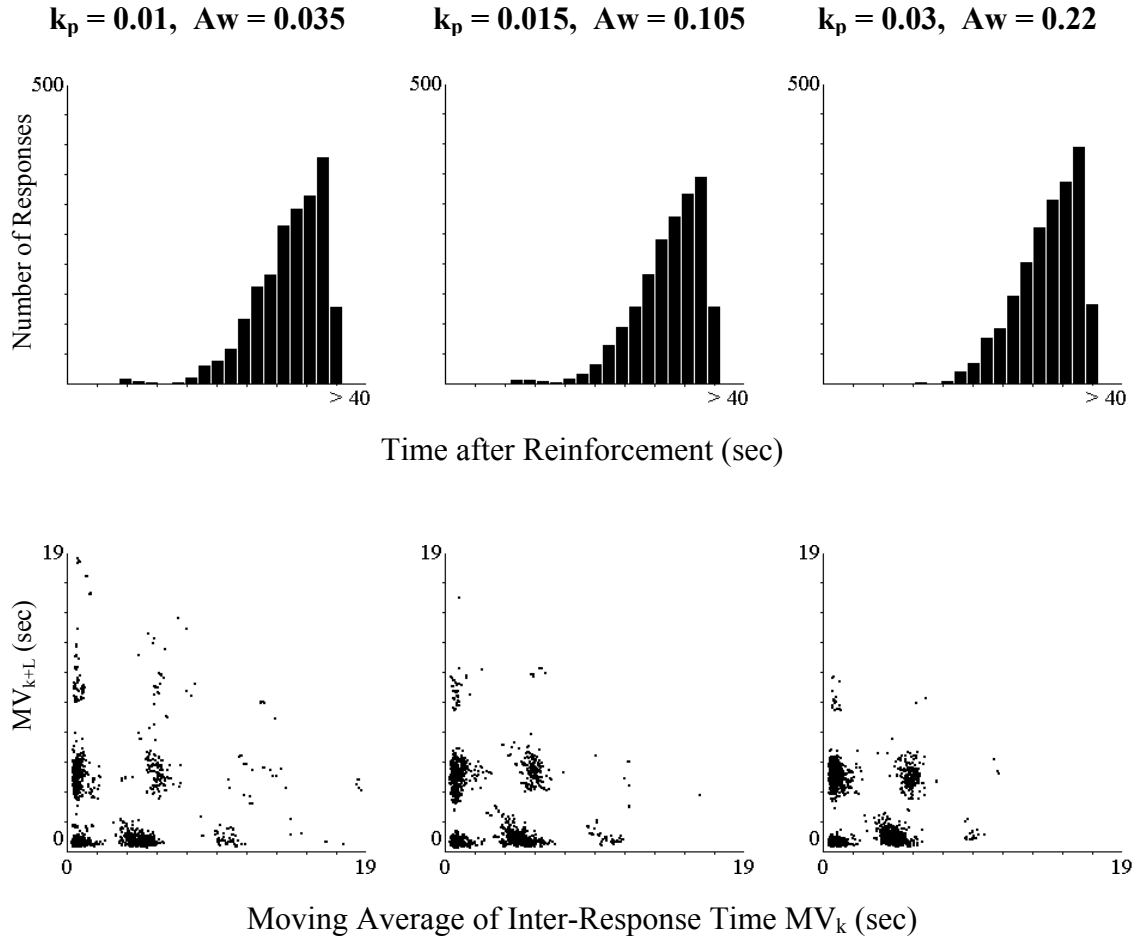 kp = 0.01, Aw = 0.035
kp = 0.015, Aw = 0.105
kp = 0.03, Aw = 0.22
Number of Responses
500
> 40
500
> 40
500
> 40
Time after Reinforcement (sec)
MVk+L (sec)
19
0
0
19
19
0
0
19
19
0
0
19
Moving Average of Inter-Response Time MVk (sec)